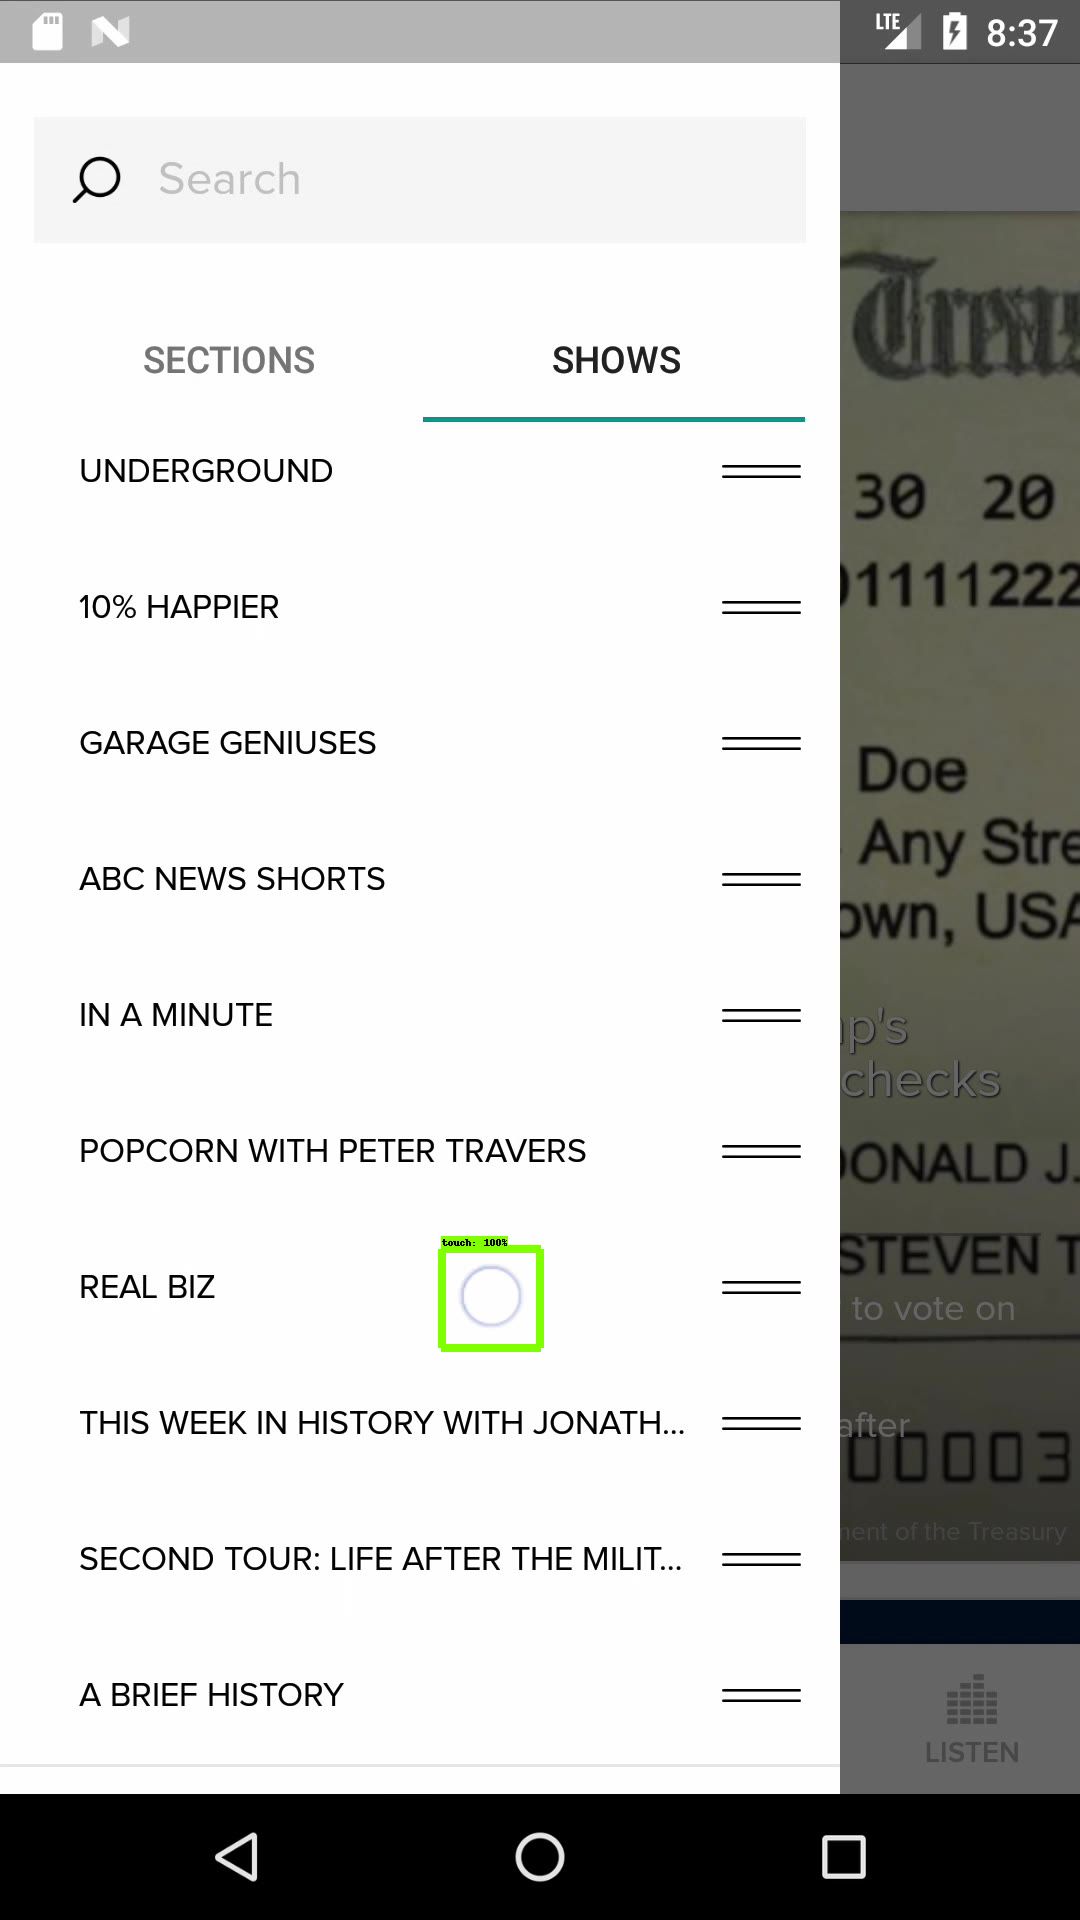 LTE 8:37
Search
SECTIONS SHOWS
UNDERGROUND
10% HAPPIER
GARAGE GENIUSES
ABC NEWS SHORTS
IN A MINUTE
POPCORN WITH PETER TRAVERS
touch: 100%
REAL BIZ
THIS WEEK IN HISTORY WITH JONATH...
SECOND TOUR: LIFE AFTER THE MILIT...
A BRIEF HISTORY
30 20
01111222
Doe
Any Stre
own, USA
p's
checks
DONALD J.
STEVEN T
to vote on
after
00003
ment of the Treasury
LISTEN